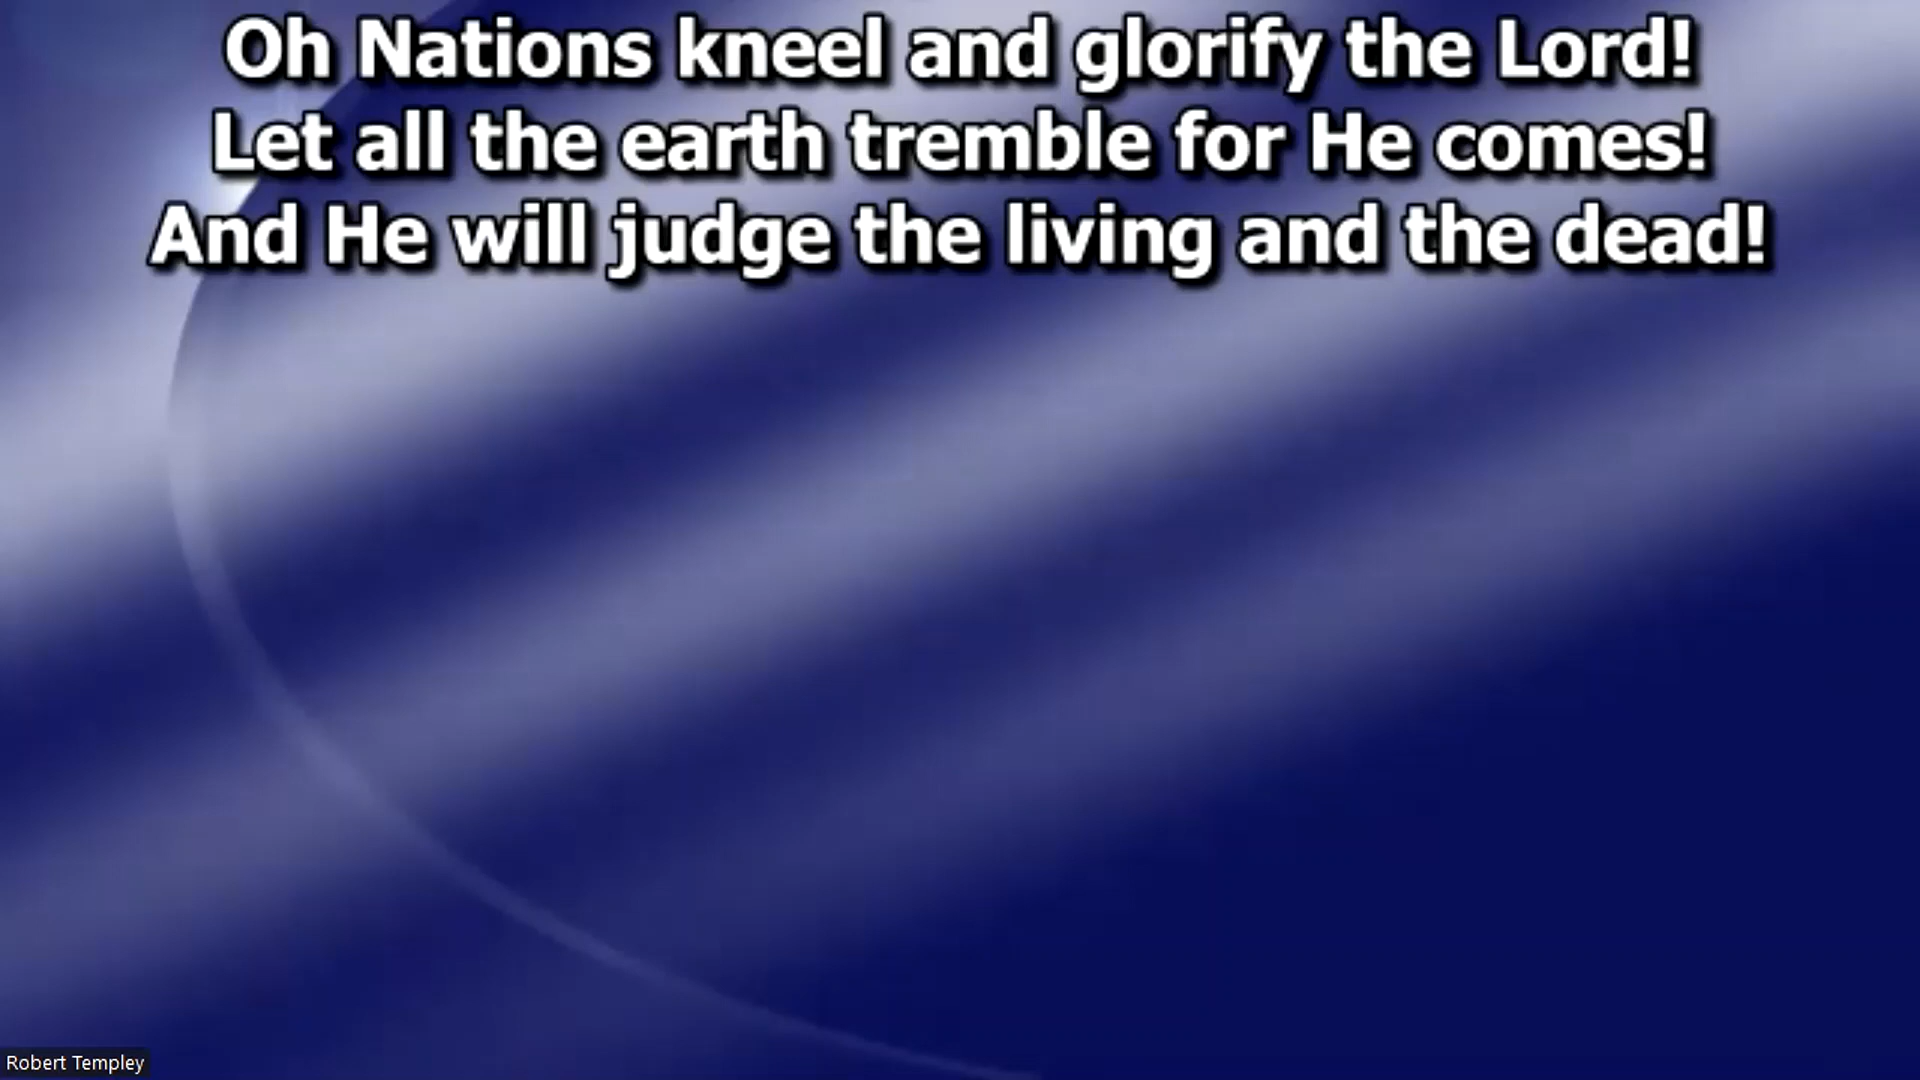 Oh Nations kneel and glorify the Lord!
Let all the earth tremble for He comes!
And He will judge the living and the dead!
Robert Templey